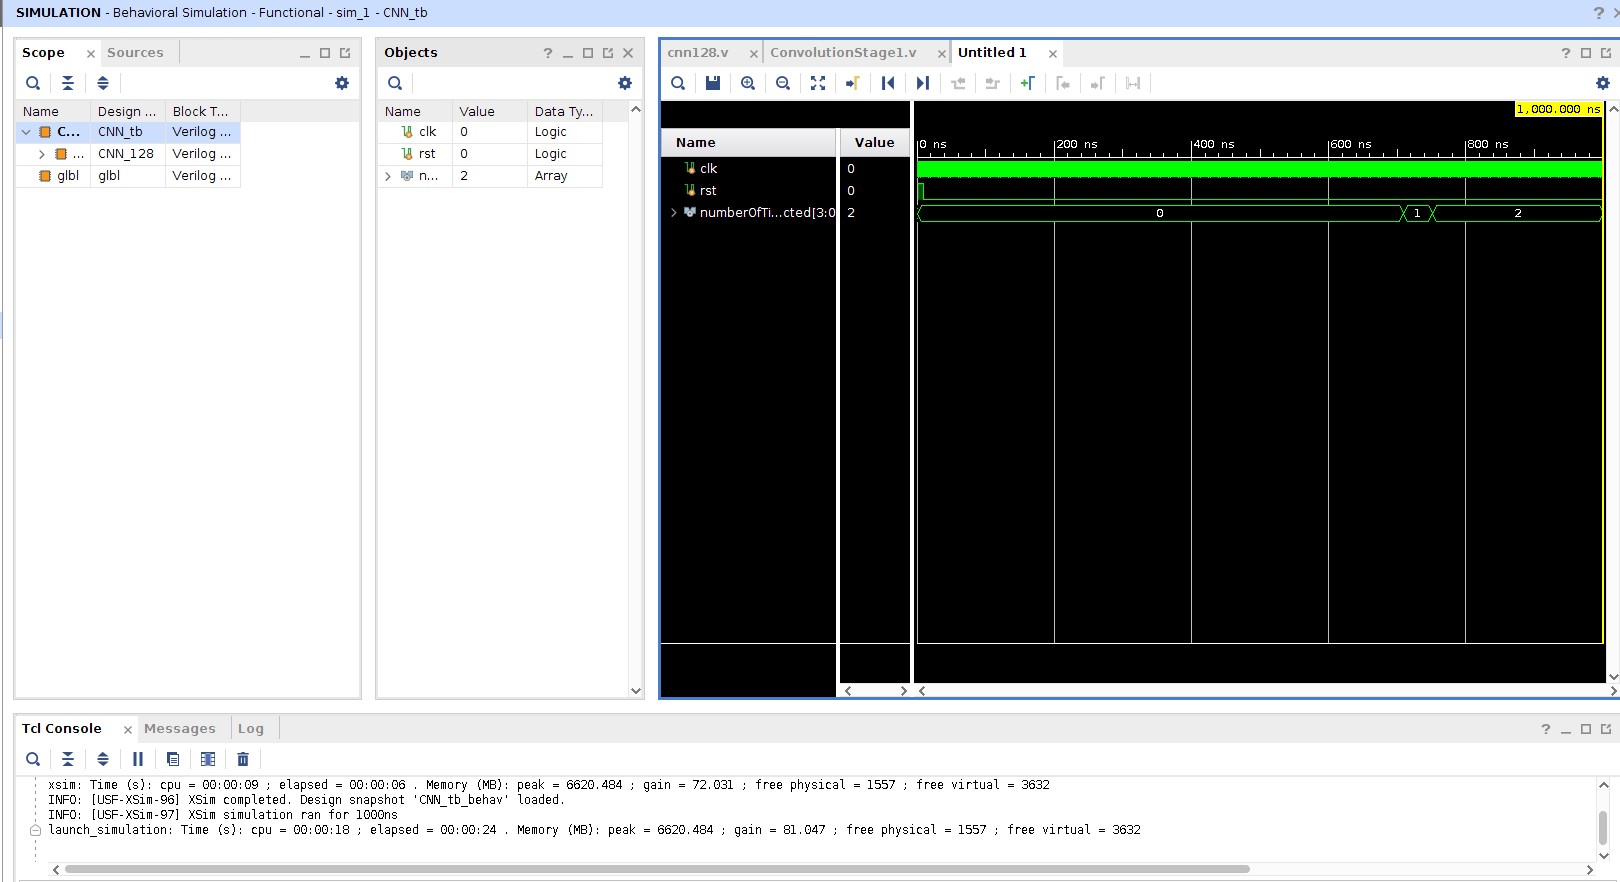 SIMULATION - Behavioral Simulation - Functional - sim_1 - CNN_tb
?
Scope
Sources
Name Design ... Block T...
C... CNN_tb Verilog ...
... CNN_128 Verilog ...
glbl glbl Verilog ...
Objects
?
Name Value Data Ty...
clk 0 Logic
rst 0 Logic
n... 2 Array
cnn128.v
ConvolutionStage1.v
Untitled 1
?
1,000.000 ns
Name Value
0 ns 200 ns 400 ns 600 ns 800 ns
clk 0
rst 0
numberOfTi...cted[3:0 2 0 1 2
Tcl Console
Messages
Log
?
xsim: Time (s): cpu = 00:00:09 ; elapsed = 00:00:06 . Memory (MB): peak = 6620.484 ; gain = 72.031 ; free physical = 1557 ; free virtual = 3632
INFO: [USF-XSim-96] XSim completed. Design snapshot 'CNN_tb_behav' loaded.
INFO: [USF-XSim-97] XSim simulation ran for 1000ns
launch_simulation: Time (s): cpu = 00:00:18 ; elapsed = 00:00:24 . Memory (MB): peak = 6620.484 ; gain = 81.047 ; free physical = 1557 ; free virtual = 3632